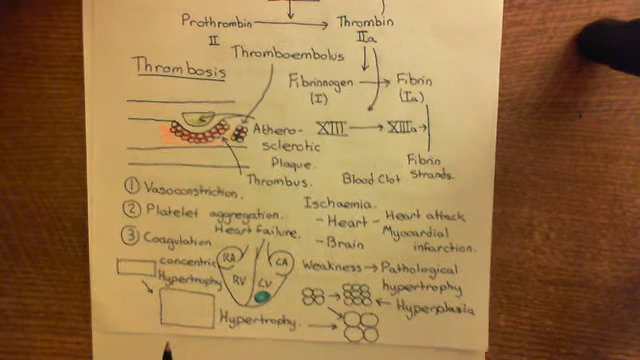 Prothrombin → Thrombin
II IIa
Thromboembolus
Thrombosis
Fibrinnogen → Fibrin
(I) (Ia)
Athero-
sclerotic
Plaque.
XIII → XIIIa
Fibrin
Strands.
Thrombus.
Blood Clot
① Vasoconstriction.
② Platelet aggregation.
③ Coagulation
Ischaemia.
- Heart - Heart attack
Myocardial
infarction.
- Brain
Heart failure.
RA LA
RV LV
concentric
Hypertrophy
Hypertrophy.
Weakness → Pathological
hypertrophy
Hyperplasia